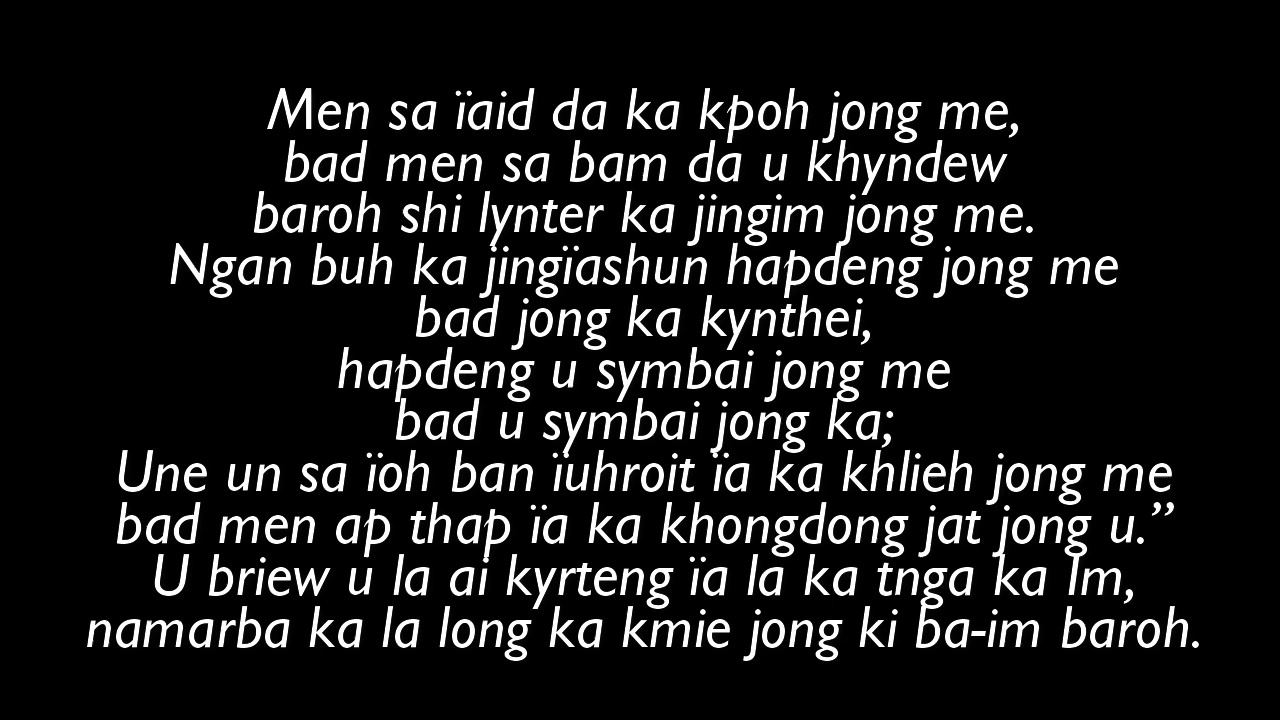 Men sa ïaid da ka kpoh jong me,
bad men sa bam da u khyndew
baroh shi lynter ka jingim jong me.
Ngan buh ka jingïashun hapdeng jong me
bad jong ka kynthei,
hapdeng u symbai jong me
bad u symbai jong ka;
Une un sa ïoh ban ïuhroit ïa ka khlieh jong me
bad men ap thap ïa ka khongdong jat jong u.”
U briew u la ai kyrteng ïa la ka tnga ka Im,
namarba ka la long ka kmie jong ki ba-im baroh.